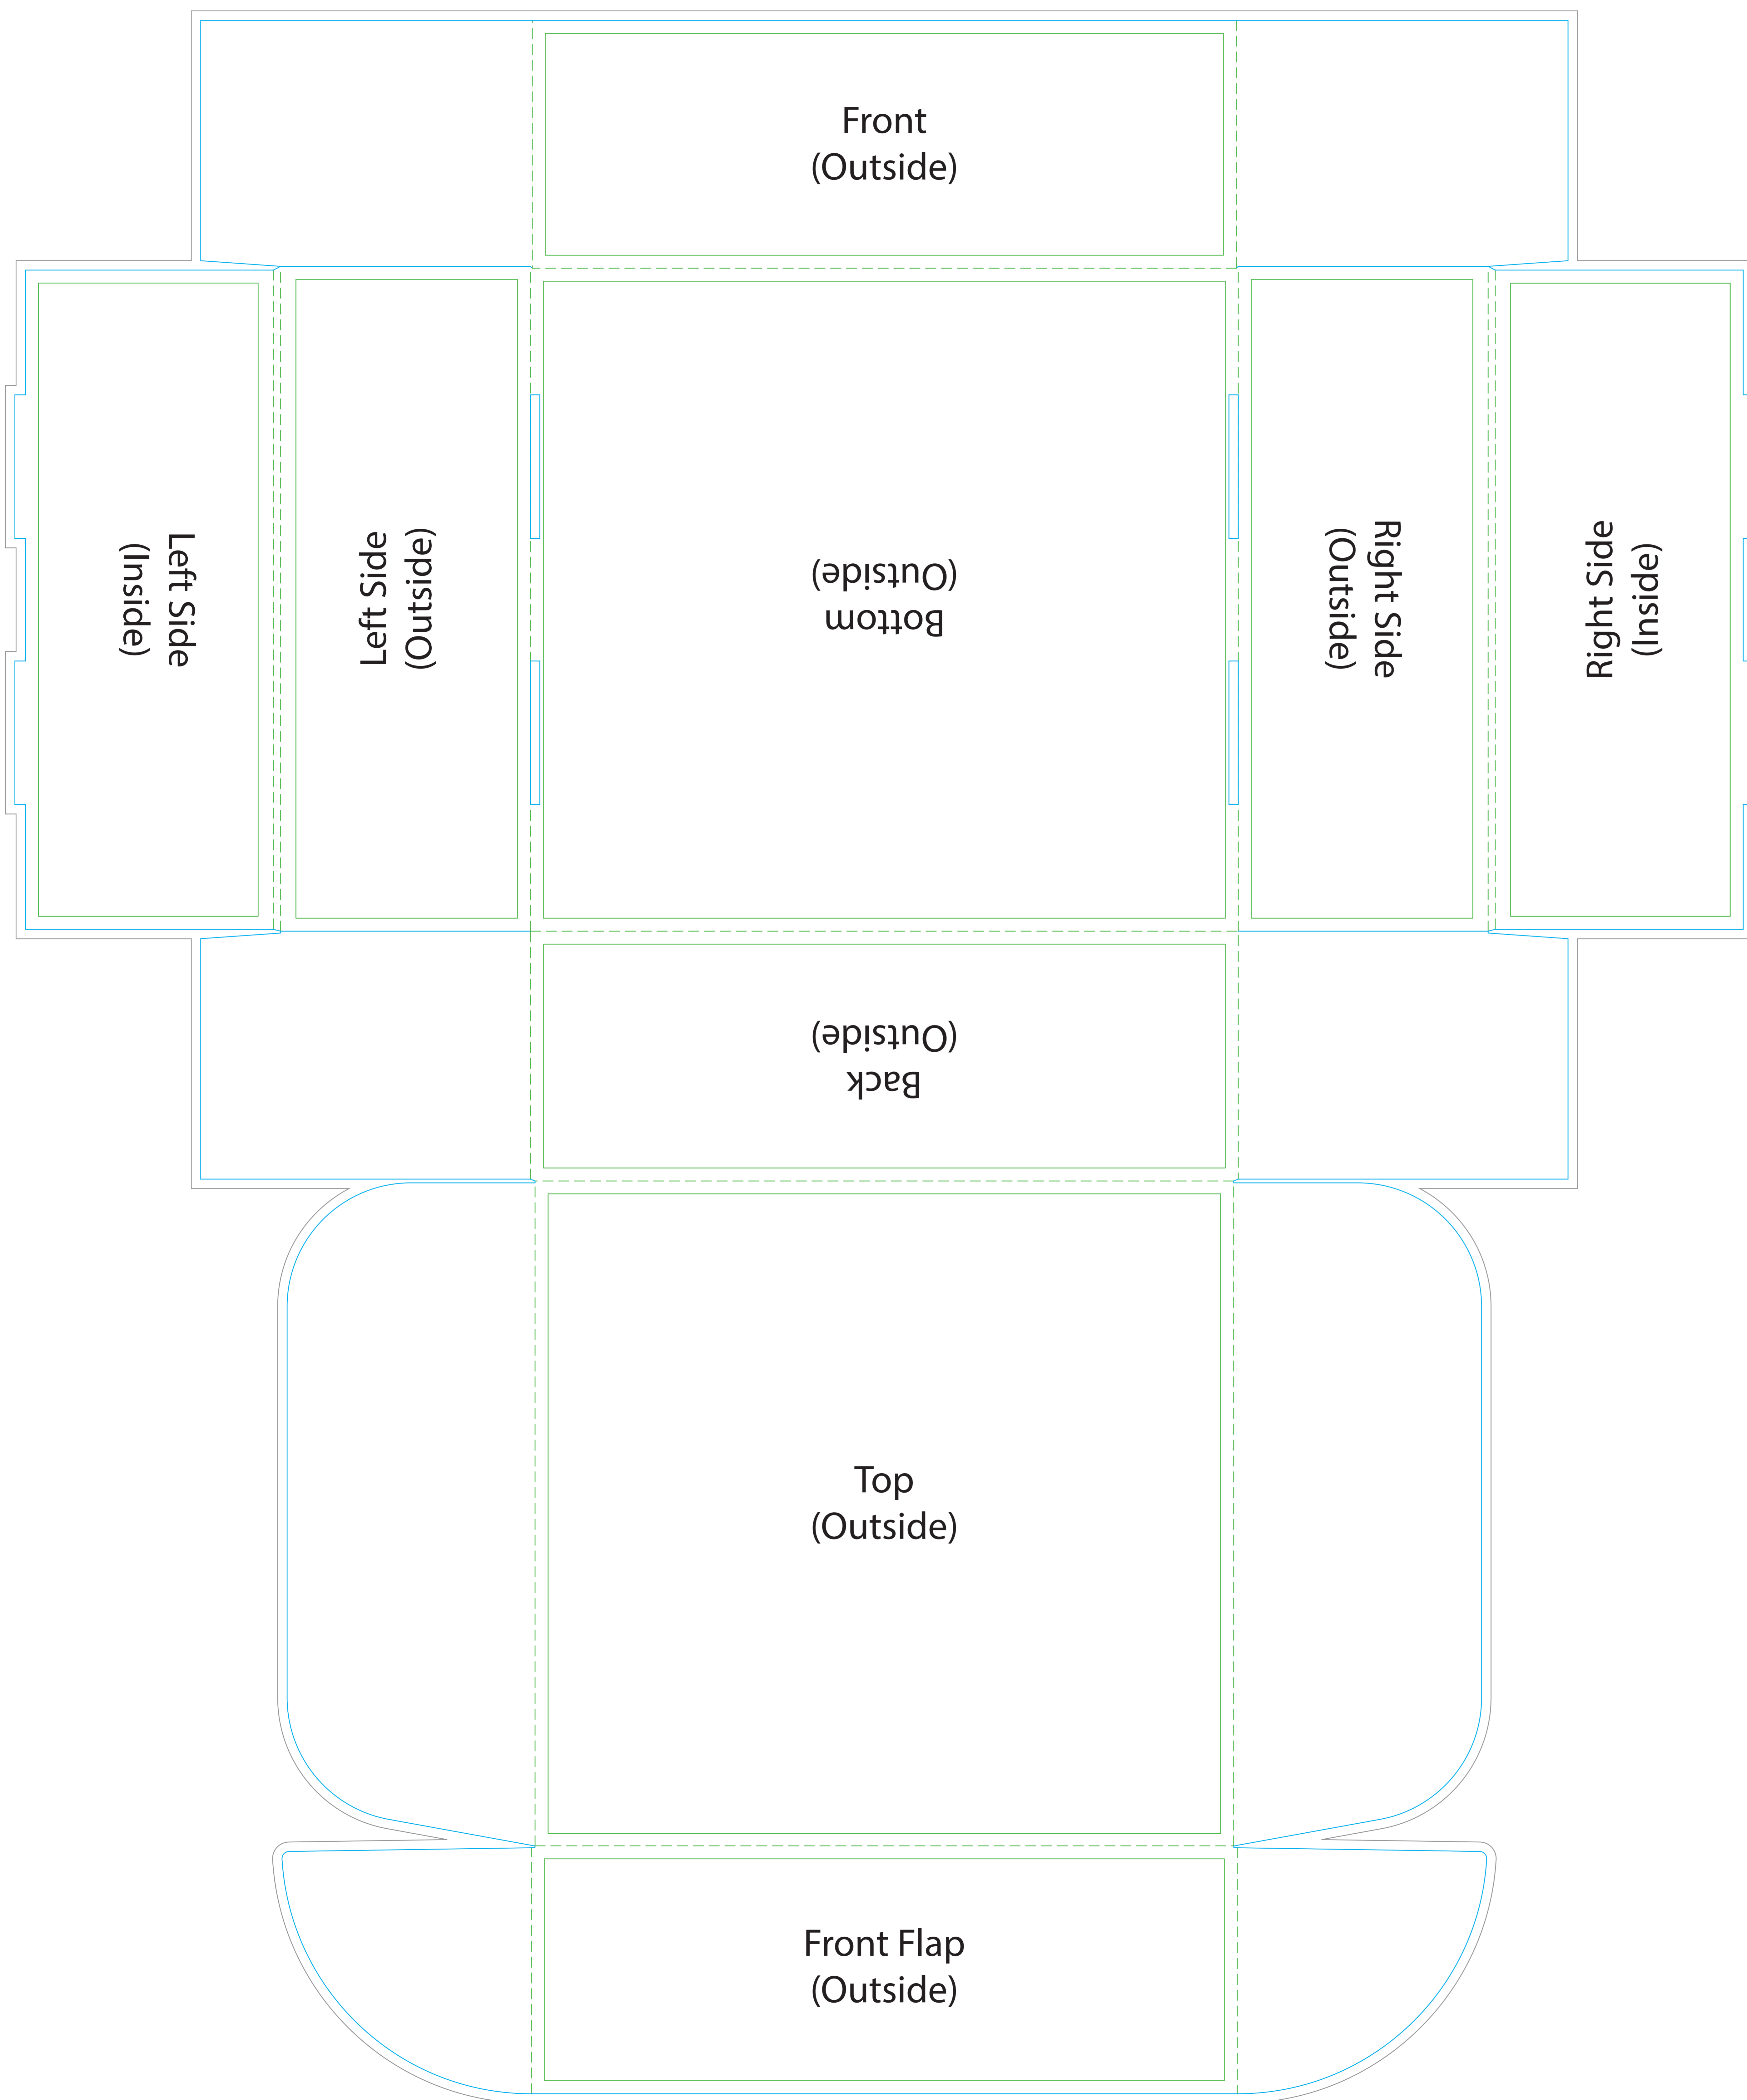 Front
(Outside)
Left Side
(Inside)
Left Side
(Outside)
Bottom
(Outside)
Right Side
(Outside)
Right Side
(Inside)
Back
(Outside)
Top
(Outside)
Front Flap
(Outside)